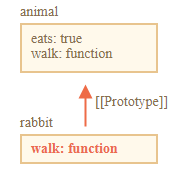 animal
eats: true
walk: function
[[Prototype]]
rabbit
walk: function